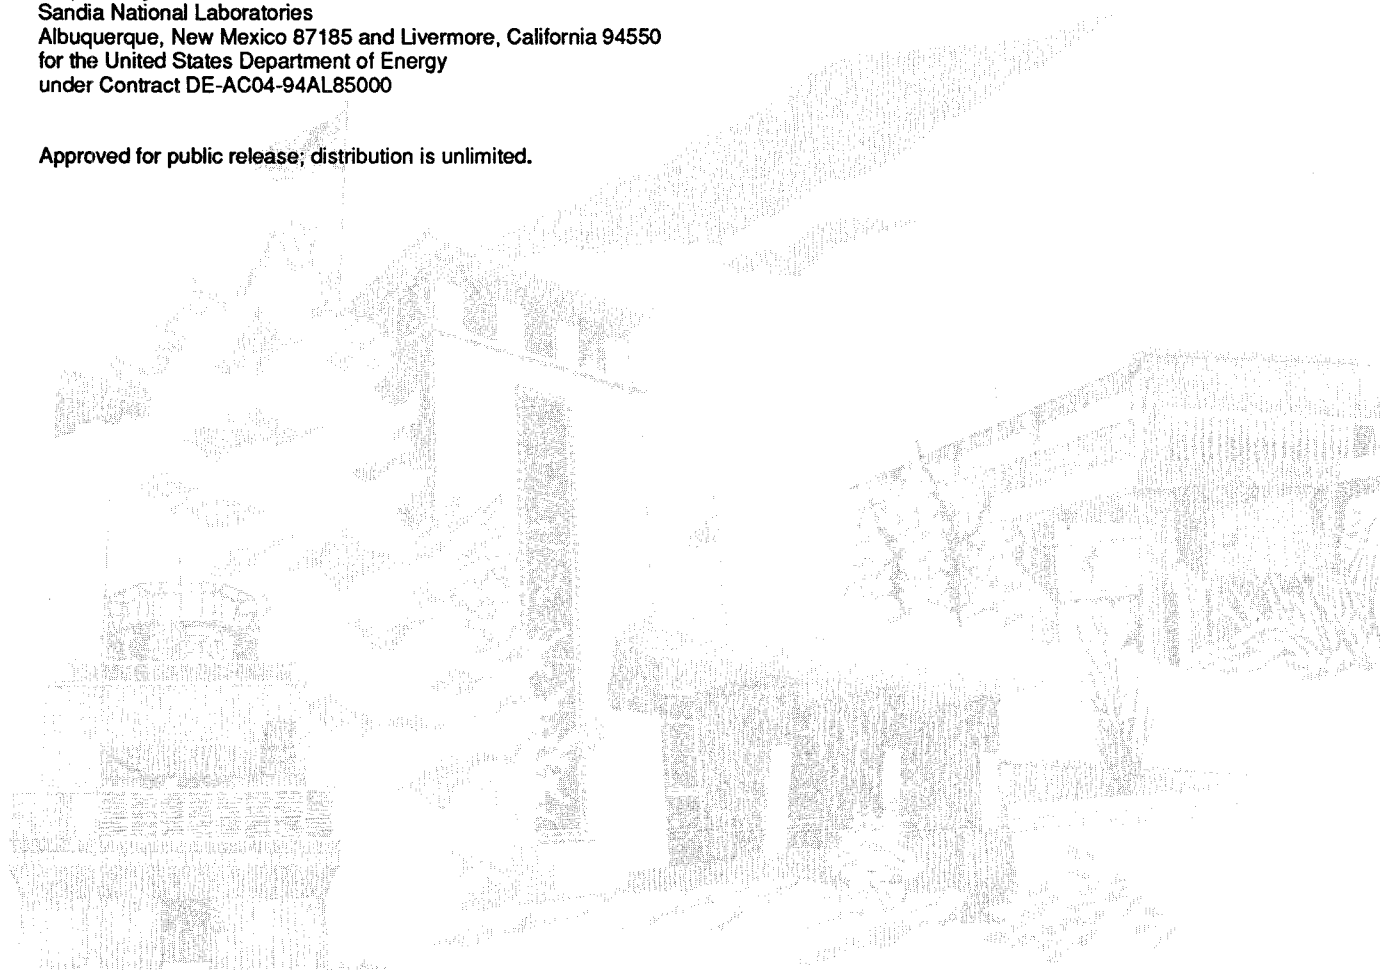 Sandia National Laboratories
Albuquerque, New Mexico 87185 and Livermore, California 94550
for the United States Department of Energy
under Contract DE-AC04-94AL85000
Approved for public release; distribution is unlimited.